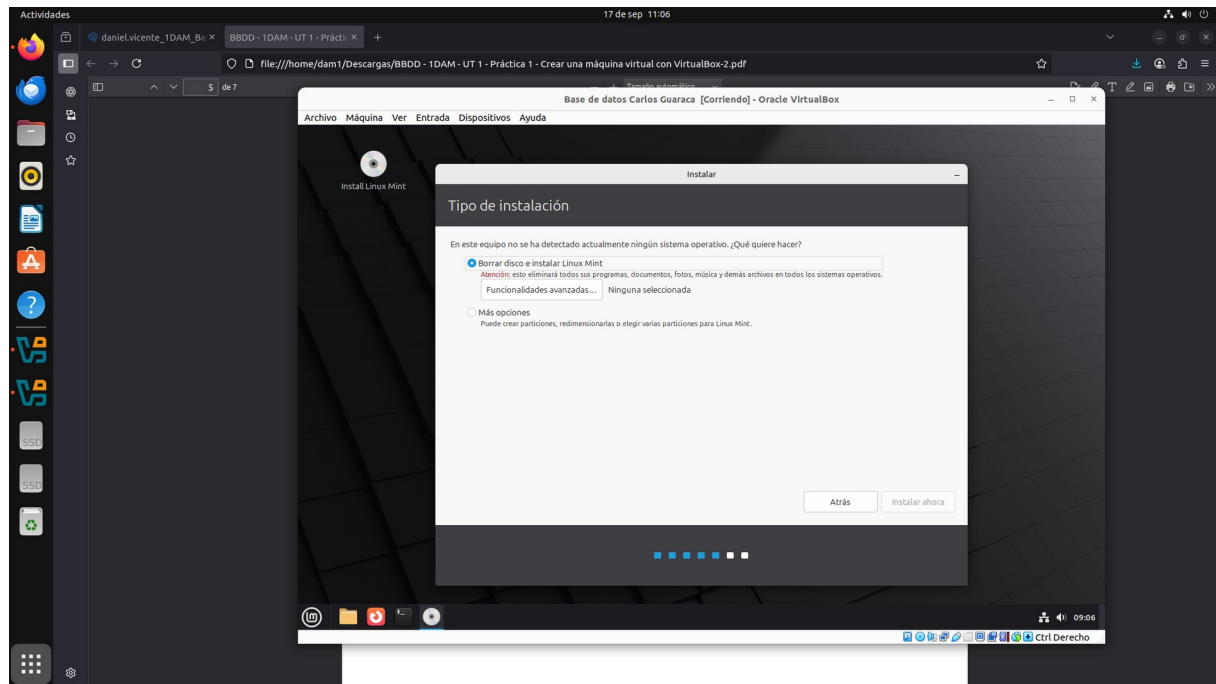 Actividades
17 de sep 11:06
daniel.vicente_1DAM_Ba
BBDD - 1DAM - UT 1 - Práctic
file:///home/dam1/Descargas/BBDD - 1DAM - UT 1 - Práctica 1 - Crear una máquina virtual con VirtualBox-2.pdf
5 de 7
Tamaño automático
Base de datos Carlos Guaraca [Corriendo] - Oracle VirtualBox
Archivo Máquina Ver Entrada Dispositivos Ayuda
Install Linux Mint
Instalar
Tipo de instalación
En este equipo no se ha detectado actualmente ningún sistema operativo. ¿Qué quiere hacer?
Borrar disco e instalar Linux Mint
Atención: esto eliminará todos sus programas, documentos, fotos, música y demás archivos en todos los sistemas operativos.
Funcionalidades avanzadas... Ninguna seleccionada
Más opciones
Puede crear particiones, redimensionarlas o elegir varias particiones para Linux Mint.
SSD
SSD
Atrás Instalar ahora
09:06
Ctrl Derecho